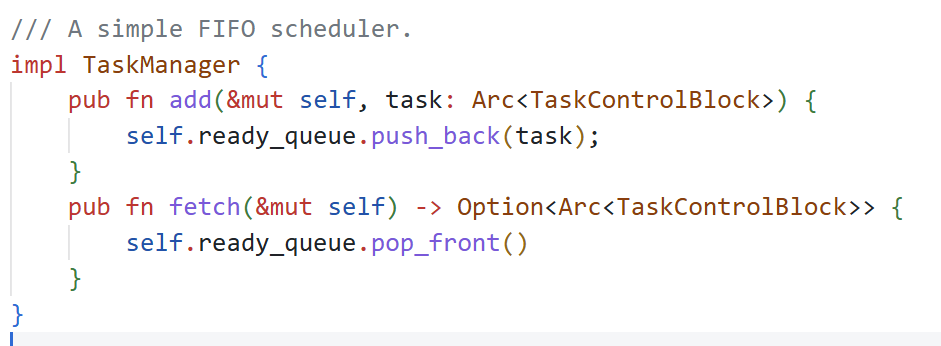 /// A simple FIFO scheduler.
impl TaskManager {
    pub fn add(&mut self, task: Arc<TaskControlBlock>) {
        self.ready_queue.push_back(task);
    }
    pub fn fetch(&mut self) -> Option<Arc<TaskControlBlock>> {
        self.ready_queue.pop_front()
    }
}